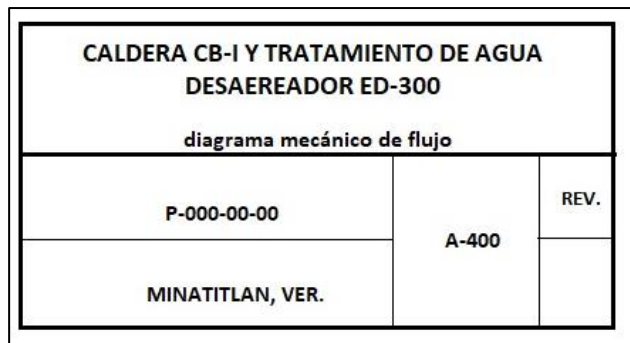 CALDERA CB-I Y TRATAMIENTO DE AGUA
DESAEREADOR ED-300
diagrama mecánico de flujo
P-000-00-00
A-400
REV.
MINATITLAN, VER.